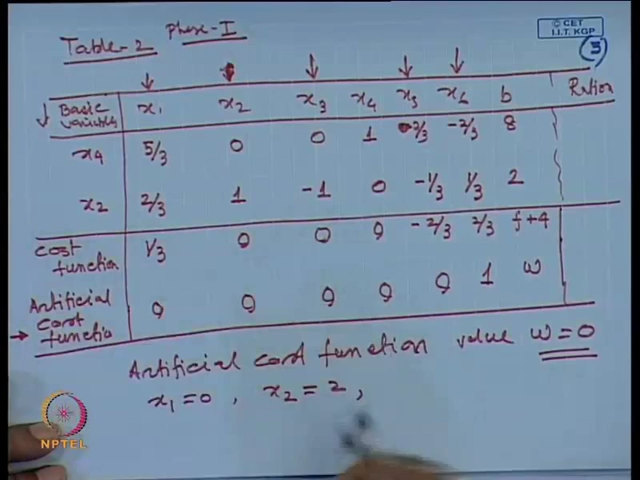 Table-2 Phase-I
© CET
I.I.T. KGP
3
↓ Basic variables x₁ x₂ x₃ x₄ x₅ x₆ b Ration
x₄ 5/3 0 0 1 2/3 -2/3 8
x₂ 2/3 1 -1 0 -1/3 1/3 2
cost function 1/3 0 0 0 -2/3 2/3 f+4
Artificial cost functio 0 0 0 0 0 1 w
Artificial cost function value w=0
x₁=0, x₂=2,
NPTEL